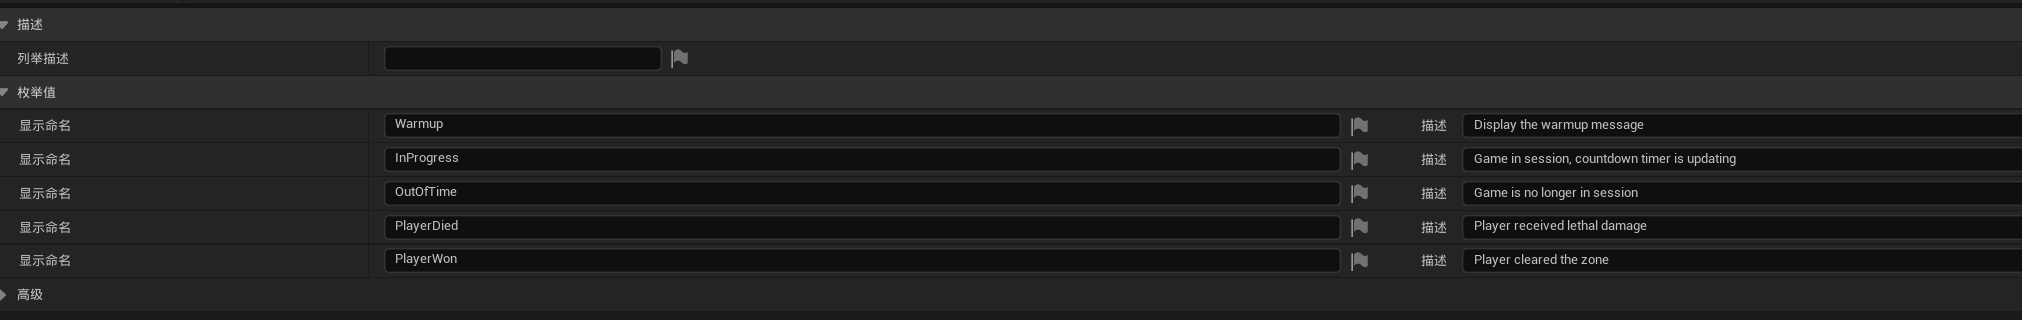 描述
列举描述
枚举值
显示命名 Warmup 描述 Display the warmup message
显示命名 InProgress 描述 Game in session, countdown timer is updating
显示命名 OutOfTime 描述 Game is no longer in session
显示命名 PlayerDied 描述 Player received lethal damage
显示命名 PlayerWon 描述 Player cleared the zone
高级